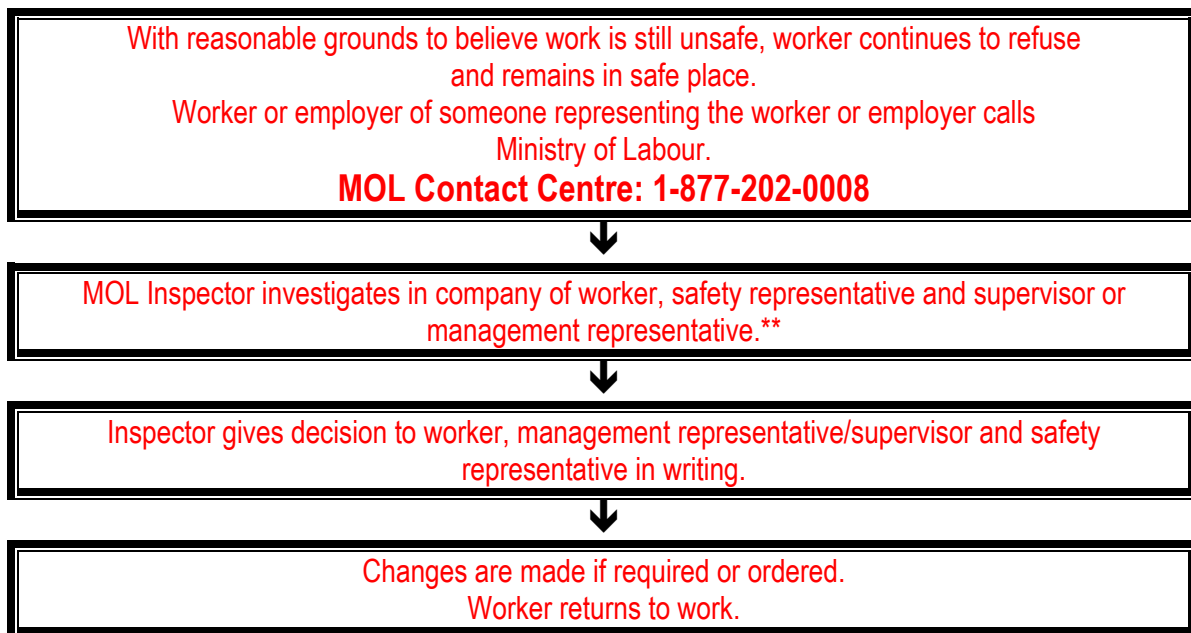 With reasonable grounds to believe work is still unsafe, worker continues to refuse
and remains in safe place.
Worker or employer of someone representing the worker or employer calls
Ministry of Labour.
MOL Contact Centre: 1-877-202-0008
MOL Inspector investigates in company of worker, safety representative and supervisor or
management representative.**
Inspector gives decision to worker, management representative/supervisor and safety
representative in writing.
Changes are made if required or ordered.
Worker returns to work.